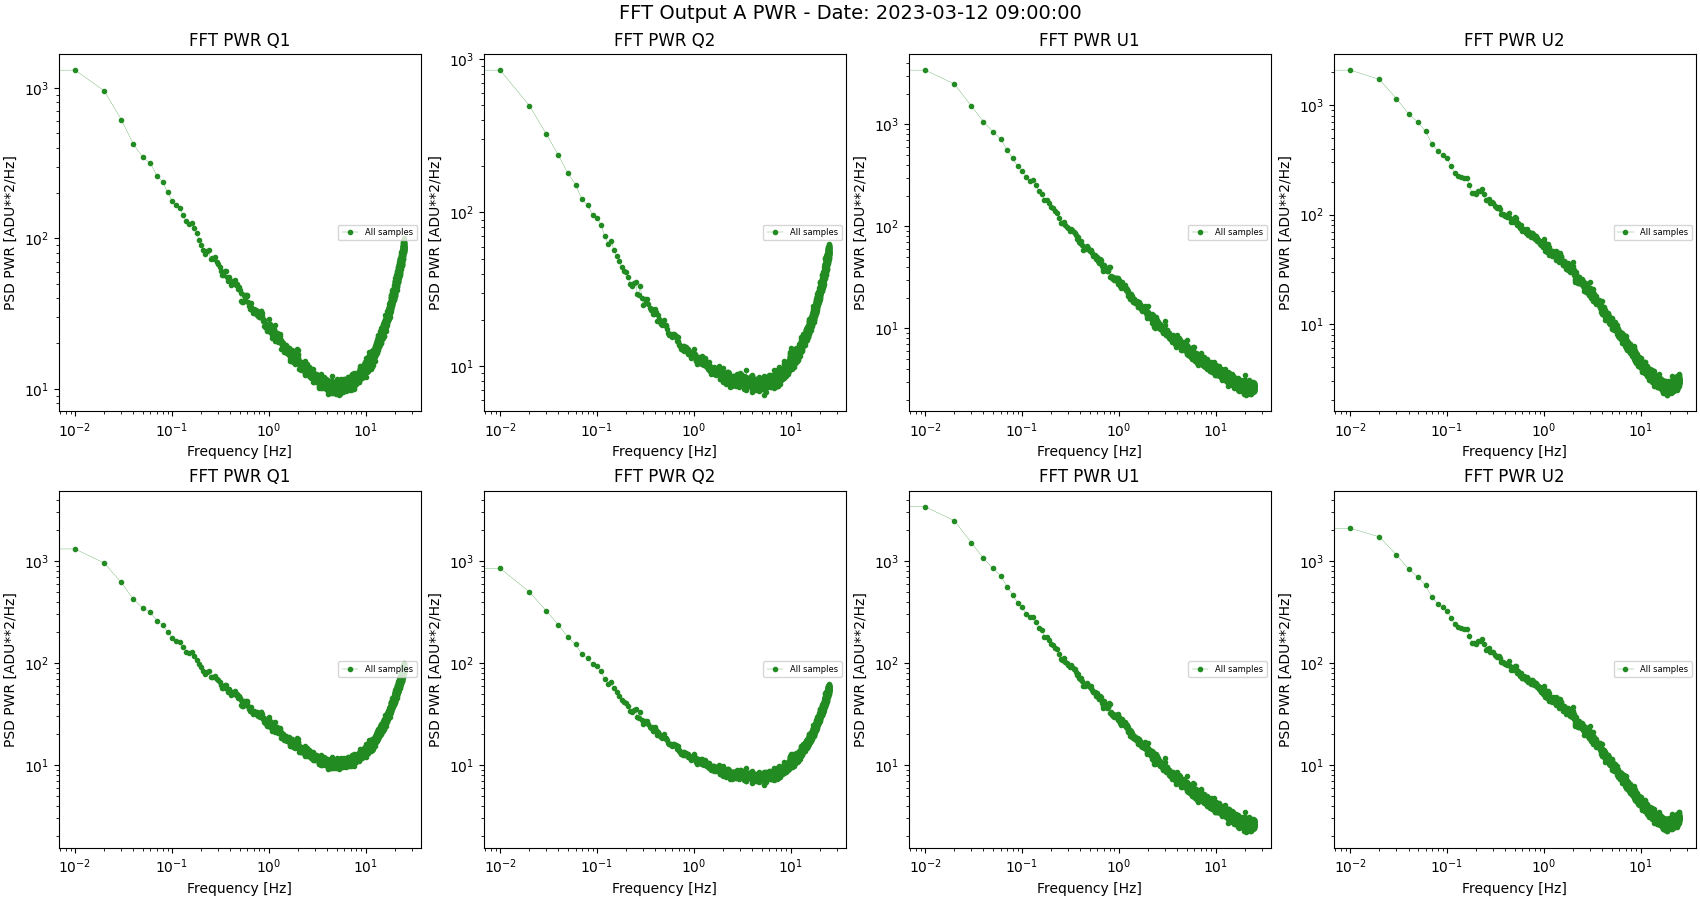 FFT Output A PWR - Date: 2023-03-12 09:00:00
FFT PWR Q1
PSD PWR [ADU**2/Hz]
10^3
10^2
10^1
All samples
10^-2 10^-1 10^0 10^1
Frequency [Hz]
FFT PWR Q2
PSD PWR [ADU**2/Hz]
10^3
10^2
10^1
All samples
10^-2 10^-1 10^0 10^1
Frequency [Hz]
FFT PWR U1
PSD PWR [ADU**2/Hz]
10^3
10^2
10^1
All samples
10^-2 10^-1 10^0 10^1
Frequency [Hz]
FFT PWR U2
PSD PWR [ADU**2/Hz]
10^3
10^2
10^1
All samples
10^-2 10^-1 10^0 10^1
Frequency [Hz]
FFT PWR Q1
PSD PWR [ADU**2/Hz]
10^3
10^2
10^1
All samples
10^-2 10^-1 10^0 10^1
Frequency [Hz]
FFT PWR Q2
PSD PWR [ADU**2/Hz]
10^3
10^2
10^1
All samples
10^-2 10^-1 10^0 10^1
Frequency [Hz]
FFT PWR U1
PSD PWR [ADU**2/Hz]
10^3
10^2
10^1
All samples
10^-2 10^-1 10^0 10^1
Frequency [Hz]
FFT PWR U2
PSD PWR [ADU**2/Hz]
10^3
10^2
10^1
All samples
10^-2 10^-1 10^0 10^1
Frequency [Hz]